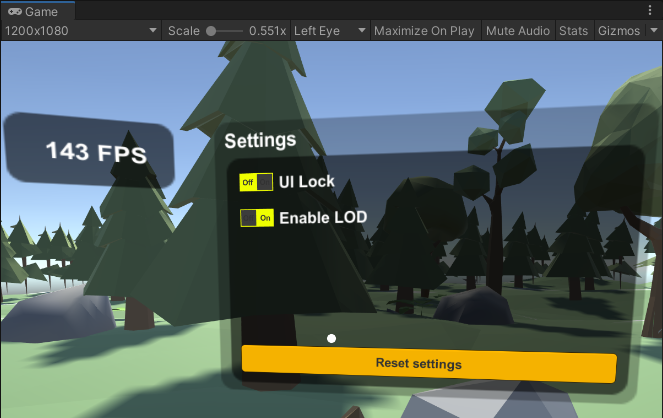 Game
1200x1080 Scale 0.551x Left Eye Maximize On Play Mute Audio Stats Gizmos
143 FPS
Settings
Off UI Lock
On Enable LOD
Reset settings